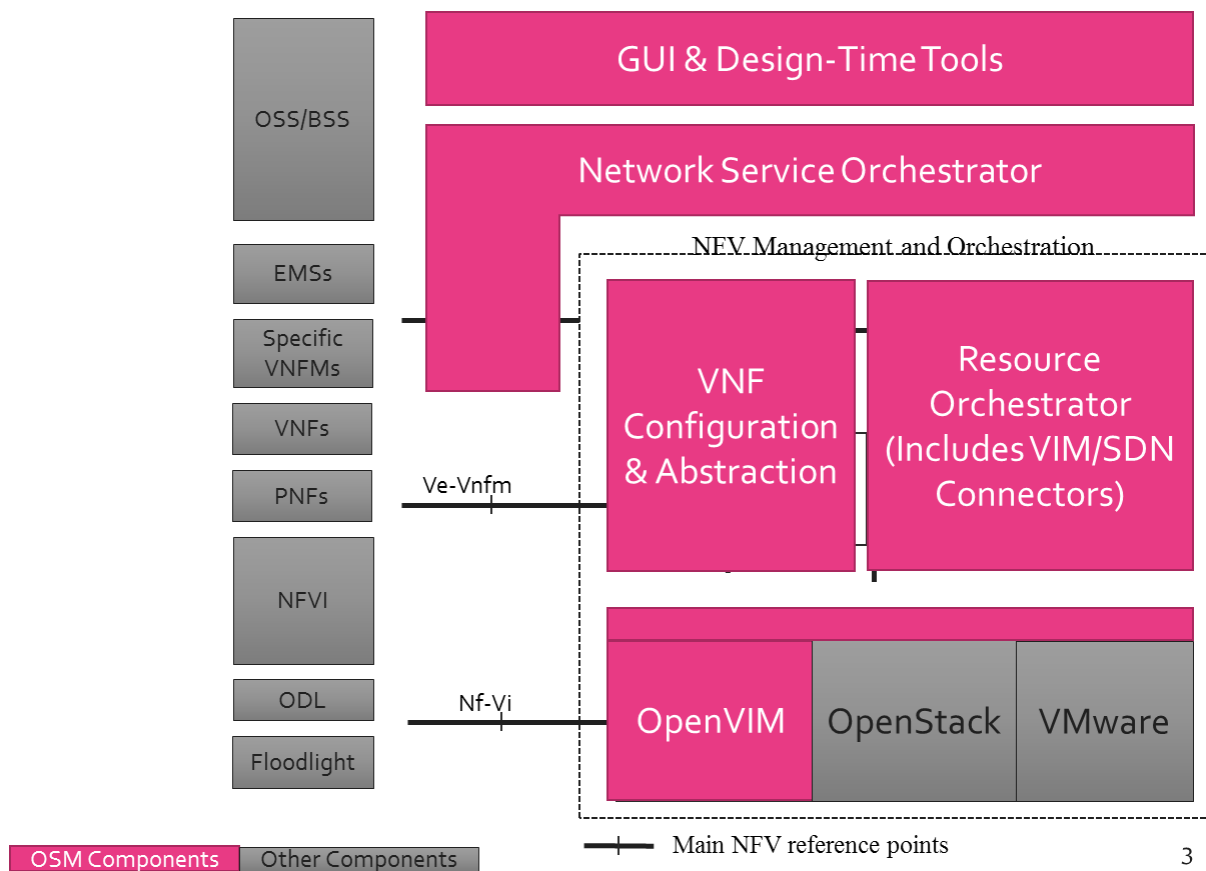 GUI & Design-Time Tools
OSS/BSS
Network Service Orchestrator
NFV Management and Orchestration
EMSs
Specific
VNFMs
VNF
Configuration
& Abstraction
Resource
Orchestrator
(Includes VIM/SDN
Connectors)
VNFs
PNFs
Ve-Vnfm
NFVI
ODL
Nf-Vi
OpenVIM
OpenStack
VMware
Floodlight
Main NFV reference points
OSM Components
Other Components
3